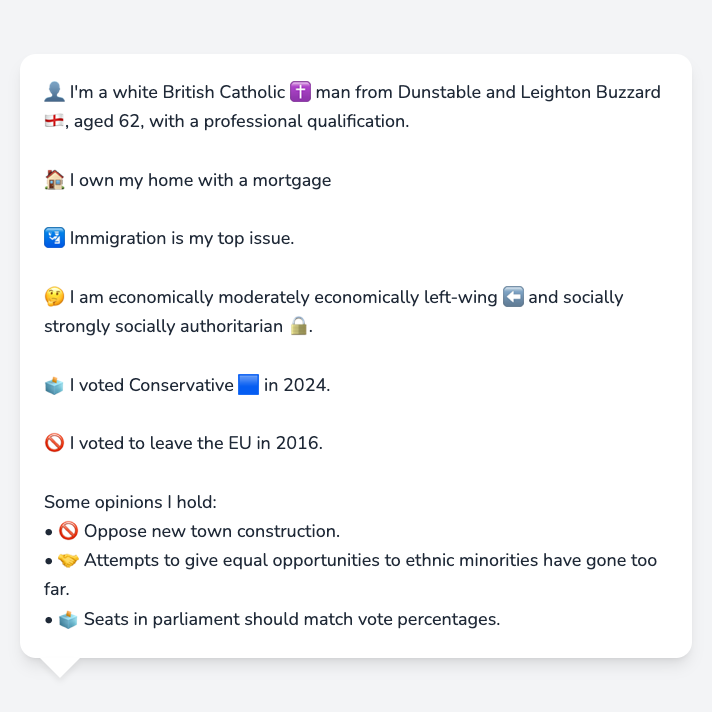 👤 I'm a white British Catholic ✝️ man from Dunstable and Leighton Buzzard
🏴󠁧󠁢󠁥󠁮󠁧󠁿, aged 62, with a professional qualification.
🏠 I own my home with a mortgage
🛂 Immigration is my top issue.
🤔 I am economically moderately economically left-wing ⬅️ and socially
strongly socially authoritarian 🔒.
🗳️ I voted Conservative 🟦 in 2024.
🚫 I voted to leave the EU in 2016.
Some opinions I hold:
• 🚫 Oppose new town construction.
• 🤝 Attempts to give equal opportunities to ethnic minorities have gone too
far.
• 🗳️ Seats in parliament should match vote percentages.